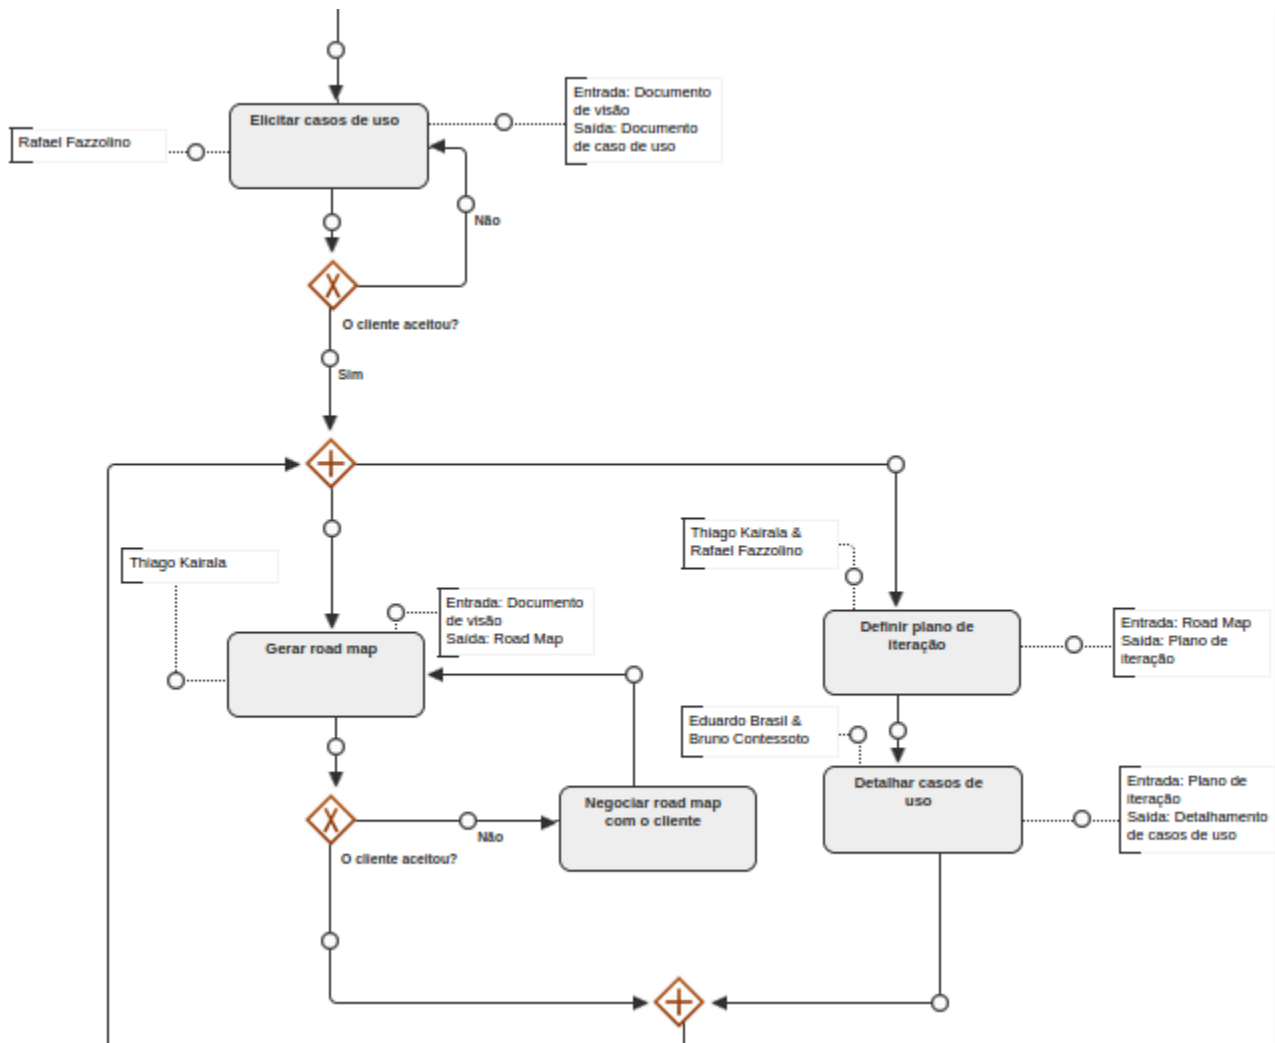 Elicitar casos de uso
Rafael Fazzolino
Entrada: Documento
de visão
Saída: Documento
de caso de uso
Não
O cliente aceitou?
Sim
Thiago Kairala
Entrada: Documento
de visão
Saída: Road Map
Gerar road map
Thiago Kairala &
Rafael Fazzolino
Definir plano de
iteração
Entrada: Road Map
Saída: Plano de
iteração
Eduardo Brasil &
Bruno Contessoto
Detalhar casos de
uso
Entrada: Plano de
iteração
Saída: Detalhamento
de casos de uso
Negociar road map
com o cliente
Não
O cliente aceitou?